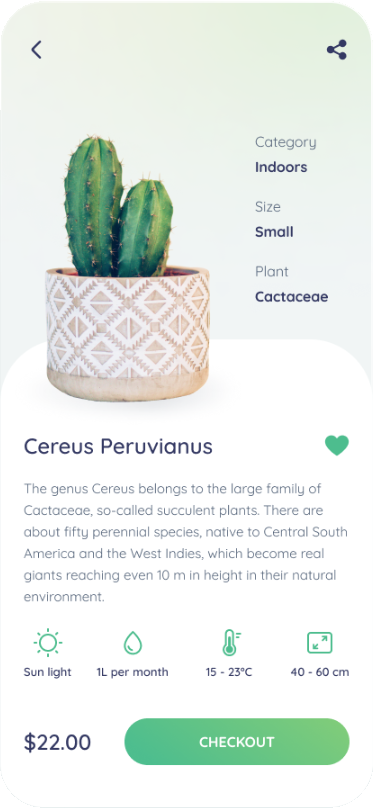 Category
Indoors
Size
Small
Plant
Cactaceae
Cereus Peruvianus
The genus Cereus belongs to the large family of
Cactaceae, so-called succulent plants. There are
about fifty perennial species, native to Central South
America and the West Indies, which become real
giants reaching even 10 m in height in their natural
environment.
Sun light
1L per month
15 - 23°C
40 - 60 cm
$22.00
CHECKOUT